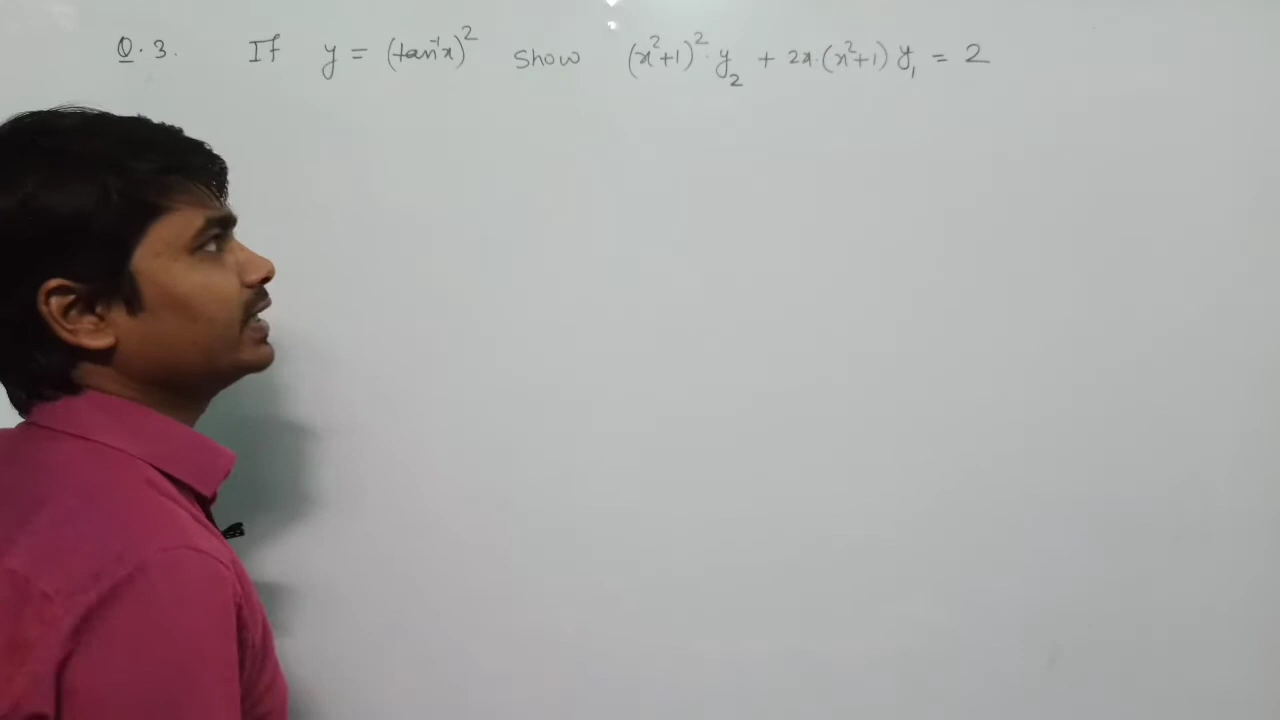 Q.3. If y = (tan⁻¹x)² show (x²+1)²·y₂ + 2x·(x²+1) y₁ = 2